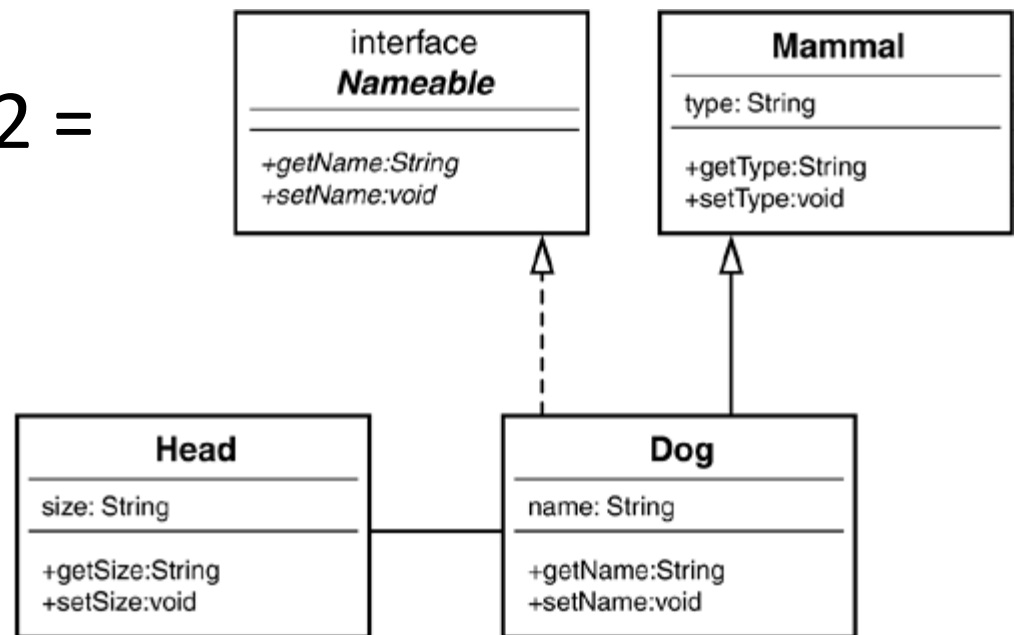 2 =
interface
Nameable
+getName:String
+setName:void
Mammal
type: String
+getType:String
+setType:void
Head
size: String
+getSize:String
+setSize:void
Dog
name: String
+getName:String
+setName:void